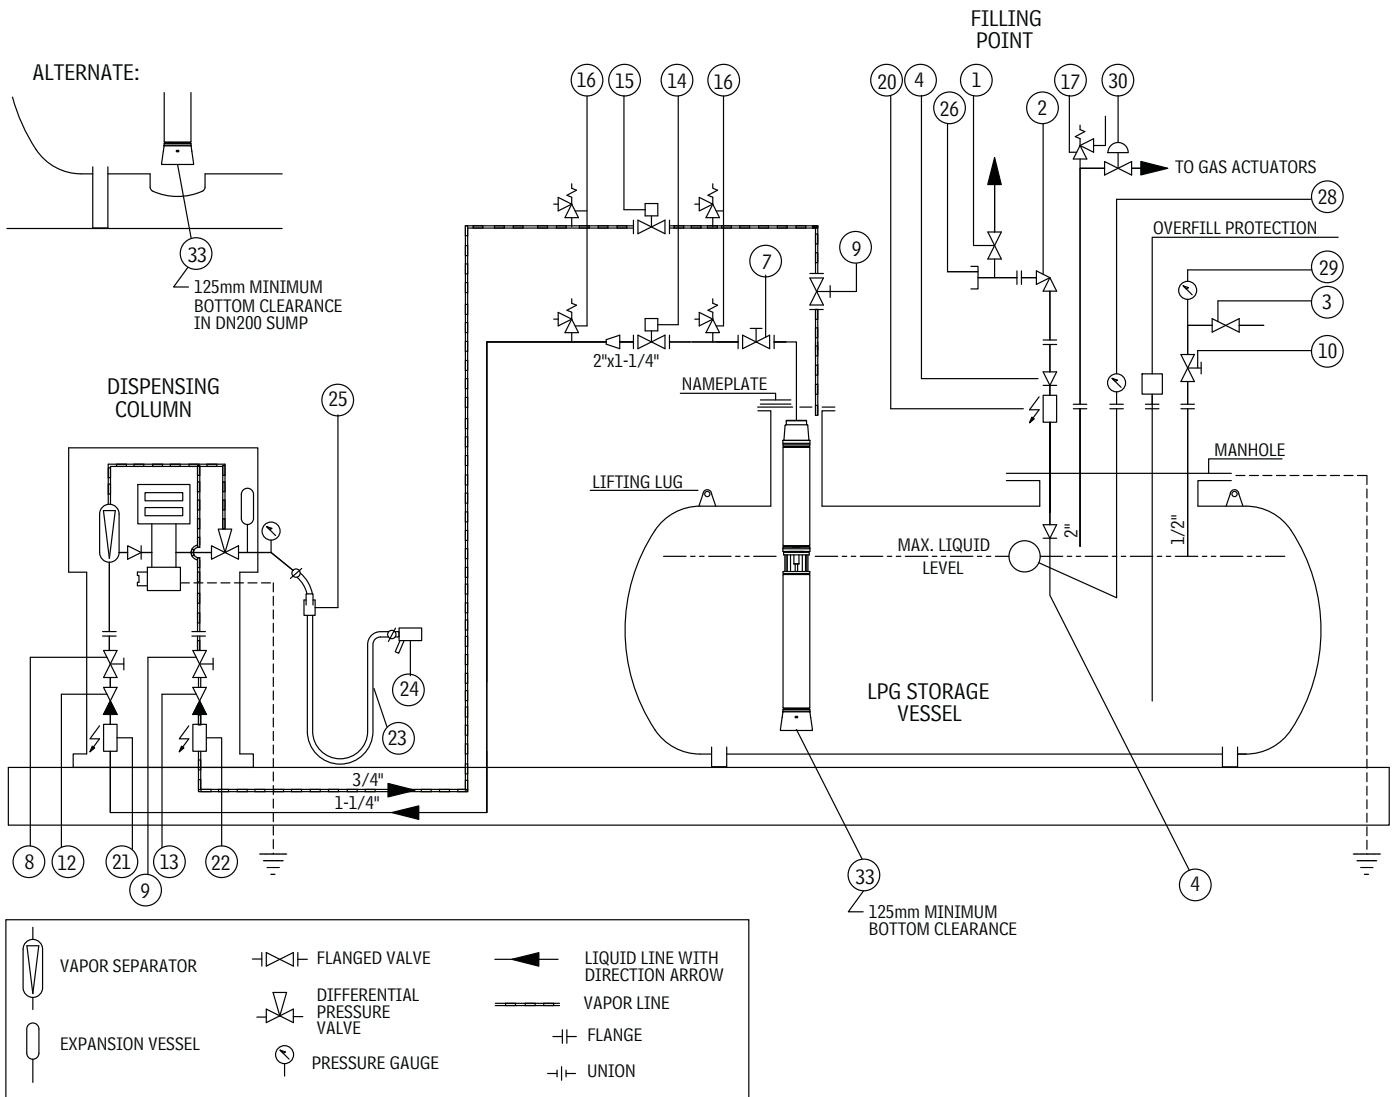 FILLING
POINT
ALTERNATE:
16
15
14
16
20
4
1
17
30
26
2
TO GAS ACTUATORS
28
OVERFILL PROTECTION
33
125mm MINIMUM
BOTTOM CLEARANCE
IN DN200 SUMP
7
9
29
3
10
2"x1-1/4"
NAMEPLATE
DISPENSING
COLUMN
25
LIFTING LUG
MANHOLE
2"
1/2"
MAX. LIQUID
LEVEL
24
23
LPG STORAGE
VESSEL
3/4"
1-1/4"
8
12
21
13
22
9
33
125mm MINIMUM
BOTTOM CLEARANCE
4
VAPOR SEPARATOR
EXPANSION VESSEL
FLANGED VALVE
DIFFERENTIAL
PRESSURE
VALVE
PRESSURE GAUGE
LIQUID LINE WITH
DIRECTION ARROW
VAPOR LINE
FLANGE
UNION